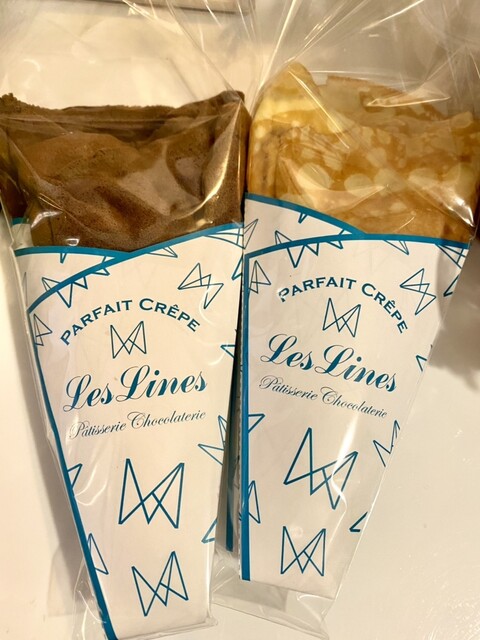 PARFAIT CRÊPE
Les Lines
Pâtisserie Chocolaterie
PARFAIT CRÊPE
Les Lines
Pâtisserie Chocolaterie